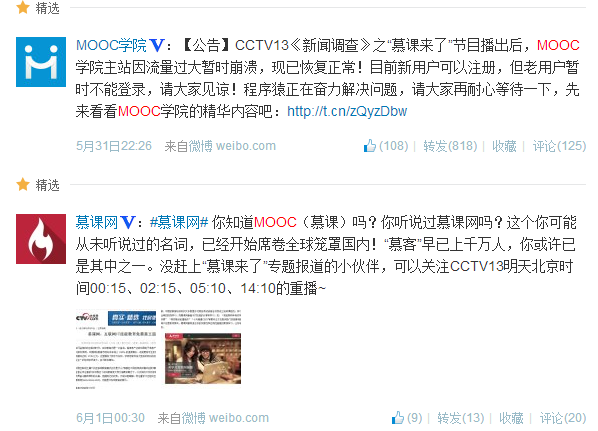 精选
MOOC学院V：【公告】CCTV13《新闻调查》之“慕课来了”节目播出后，MOOC
学院主站因流量过大暂时崩溃，现已恢复正常！目前新用户可以注册，但老用户暂
时不能登录，请大家见谅！程序猿正在奋力解决问题，请大家再耐心等待一下，先
来看看MOOC学院的精华内容吧：http://t.cn/zQyzDbw
5月31日22:26 来自微博 weibo.com (108) | 转发(818) | 收藏 | 评论(125)
精选
慕课网V：#慕课网# 你知道MOOC（慕课）吗？你听说过慕课网吗？这个你可能
从未听说过的名词，已经开始席卷全球笼罩国内！“慕客”早已上千万人，你或许已
是其中之一。没赶上“慕课来了”专题报道的小伙伴，可以关注CCTV13明天北京时
间00:15、02:15、05:10、14:10的重播~
6月1日00:30 来自微博 weibo.com (9) | 转发(13) | 收藏 | 评论(20)